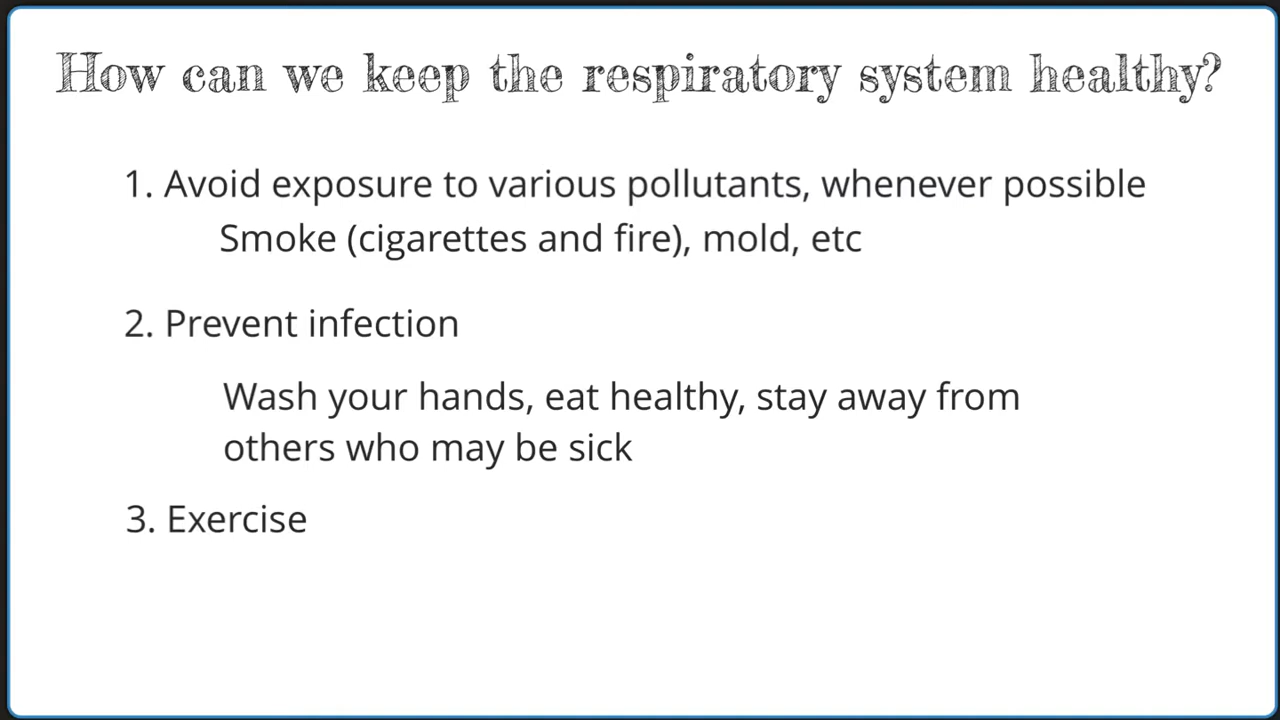 How can we keep the respiratory system healthy?
1. Avoid exposure to various pollutants, whenever possible
Smoke (cigarettes and fire), mold, etc
2. Prevent infection
Wash your hands, eat healthy, stay away from
others who may be sick
3. Exercise